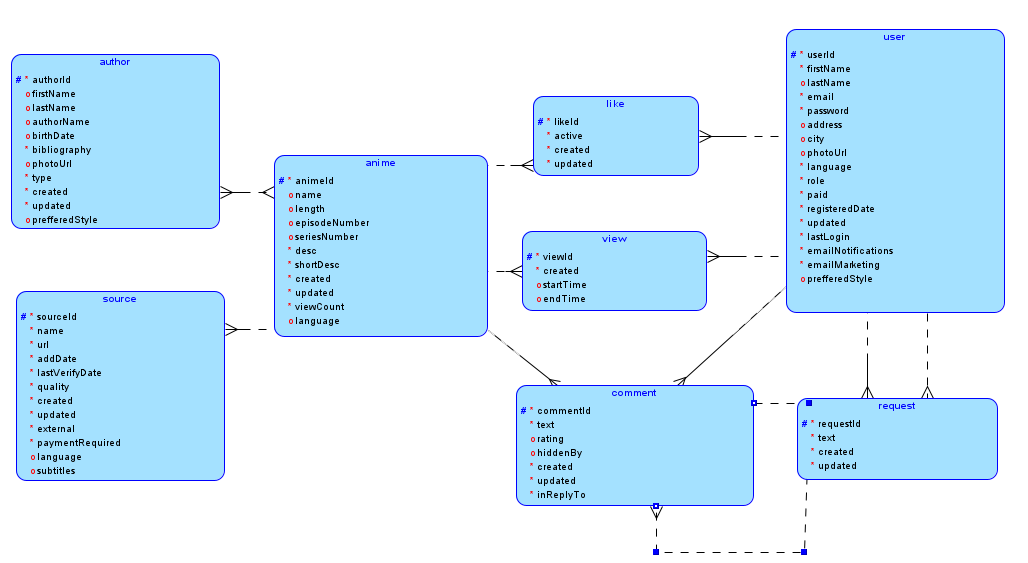 author
# * authorId
o firstName
o lastName
o authorName
o birthDate
* bibliography
o photoUrl
* type
* created
* updated
o prefferedStyle
source
# * sourceId
* name
* url
* addDate
* lastVerifyDate
* quality
* created
* updated
* external
* paymentRequired
o language
o subtitles
anime
# * animeId
o name
o length
o episodeNumber
o seriesNumber
* desc
* shortDesc
* created
* updated
* viewCount
o language
like
# * likeId
* active
* created
* updated
view
# * viewId
* created
o startTime
o endTime
comment
# * commentId
* text
o rating
o hiddenBy
* created
* updated
* inReplyTo
user
# * userId
* firstName
o lastName
* email
* password
o address
o city
o photoUrl
* language
* role
* paid
* registeredDate
* updated
* lastLogin
* emailNotifications
* emailMarketing
o prefferedStyle
request
# * requestId
* text
* created
* updated